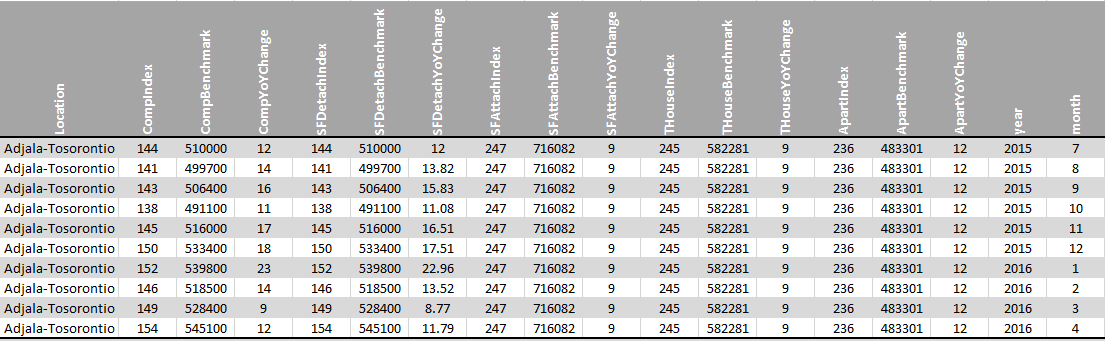 Location CompIndex CompBenchmark CompYoYChange SFDetachIndex SFDetachBenchmark SFDetachYoYChange SFAttachIndex SFAttachBenchmark SFAttachYoYChange THouseIndex THouseBenchmark THouseYoYChange ApartIndex ApartBenchmark ApartYoYChange year month
Adjala-Tosorontio 144 510000 12 144 510000 12 247 716082 9 245 582281 9 236 483301 12 2015 7
Adjala-Tosorontio 141 499700 14 141 499700 13.82 247 716082 9 245 582281 9 236 483301 12 2015 8
Adjala-Tosorontio 143 506400 16 143 506400 15.83 247 716082 9 245 582281 9 236 483301 12 2015 9
Adjala-Tosorontio 138 491100 11 138 491100 11.08 247 716082 9 245 582281 9 236 483301 12 2015 10
Adjala-Tosorontio 145 516000 17 145 516000 16.51 247 716082 9 245 582281 9 236 483301 12 2015 11
Adjala-Tosorontio 150 533400 18 150 533400 17.51 247 716082 9 245 582281 9 236 483301 12 2015 12
Adjala-Tosorontio 152 539800 23 152 539800 22.96 247 716082 9 245 582281 9 236 483301 12 2016 1
Adjala-Tosorontio 146 518500 14 146 518500 13.52 247 716082 9 245 582281 9 236 483301 12 2016 2
Adjala-Tosorontio 149 528400 9 149 528400 8.77 247 716082 9 245 582281 9 236 483301 12 2016 3
Adjala-Tosorontio 154 545100 12 154 545100 11.79 247 716082 9 245 582281 9 236 483301 12 2016 4